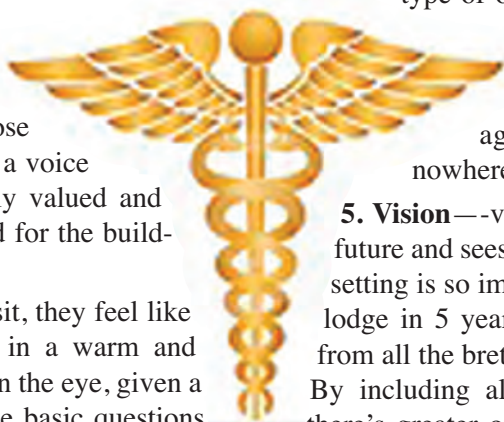 ose
a voice
y valued and
d for the build-
sit, they feel like
in a warm and
n the eye, given a
e basic questions
type of o
ag
nowhere
5. Vision—-v
future and sees
setting is so im
lodge in 5 year
from all the bret
By including al
there's greater